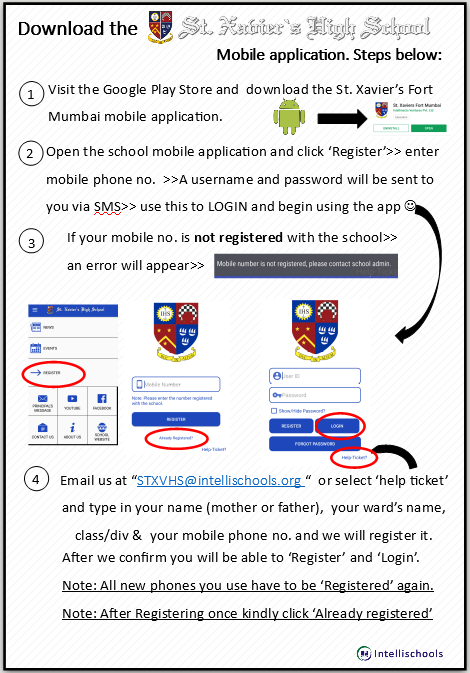 Download the St. Xavier`s High School
Mobile application. Steps below:
1 Visit the Google Play Store and download the St. Xavier’s Fort
Mumbai mobile application.
St. Xaviers Fort Mumbai
UNINSTALL OPEN
2 Open the school mobile application and click ‘Register’>> enter
mobile phone no. >>A username and password will be sent to
you via SMS>> use this to LOGIN and begin using the app ☺
3 If your mobile no. is not registered with the school>>
an error will appear>> Mobile number is not registered, please contact school admin.
St. Xavier's High School
NEWS
EVENTS
REGISTER
PRINCIPAL'S MESSAGE
YOUTUBE
FACEBOOK
CONTACT US
ABOUT US
SCHOOL WEBSITE
IHS
Mobile Number
Note: Please enter the number registered
with the school.
REGISTER
Already Registered?
Help-Ticket?
IHS
User ID
Password
Show/Hide Password?
REGISTER LOGIN
FORGOT PASSWORD
Help-Ticket?
4 Email us at “STXVHS@intellischools.org “ or select ‘help ticket’
and type in your name (mother or father), your ward’s name,
class/div & your mobile phone no. and we will register it.
After we confirm you will be able to ‘Register’ and ‘Login’.
Note: All new phones you use have to be ‘Registered’ again.
Note: After Registering once kindly click ‘Already registered’
Intellischools